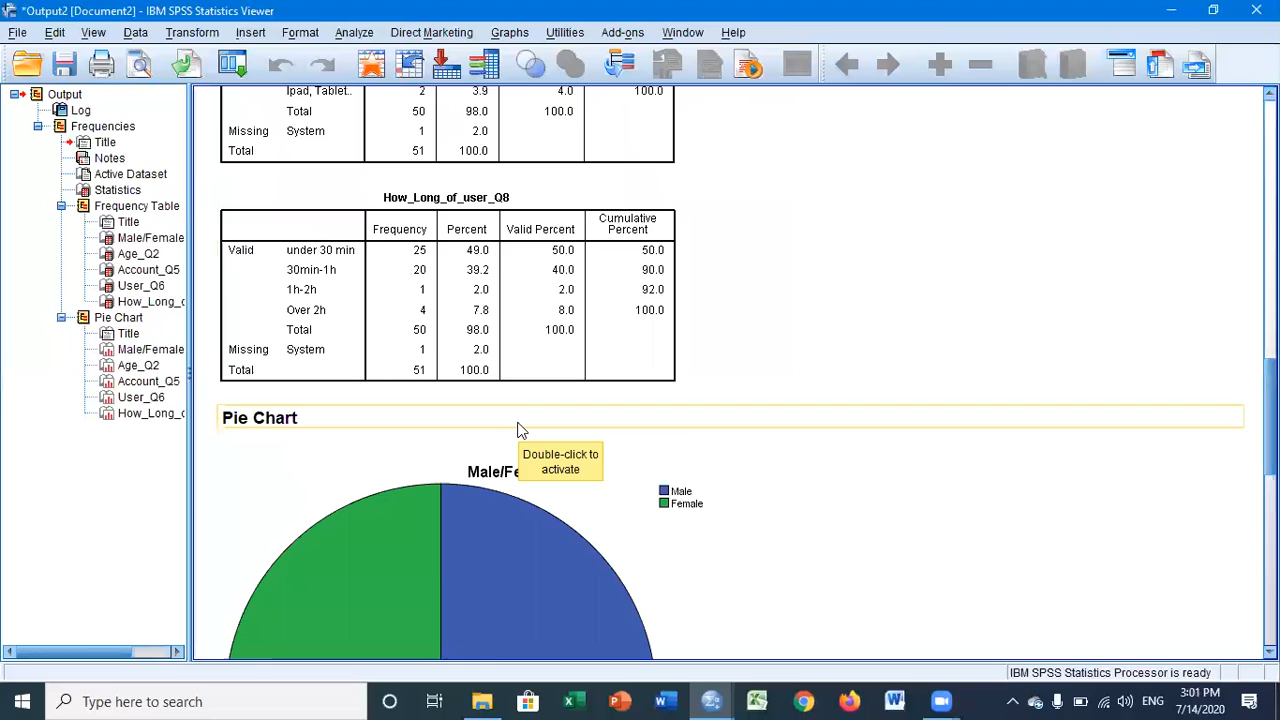 *Output2 [Document2] - IBM SPSS Statistics Viewer
File Edit View Data Transform Insert Format Analyze Direct Marketing Graphs Utilities Add-ons Window Help
Output
Log
Frequencies
Title
Notes
Active Dataset
Statistics
Frequency Table
Title
Male/Female
Age_Q2
Account_Q5
User_Q6
How_Long_o
Pie Chart
Title
Male/Female
Age_Q2
Account_Q5
User_Q6
How_Long_o
Ipad, Tablet.. 2 3.9 4.0 100.0
Total 50 98.0 100.0
Missing System 1 2.0
Total 51 100.0
How_Long_of_user_Q8
Frequency Percent Valid Percent Cumulative Percent
Valid under 30 min 25 49.0 50.0 50.0
30min-1h 20 39.2 40.0 90.0
1h-2h 1 2.0 2.0 92.0
Over 2h 4 7.8 8.0 100.0
Total 50 98.0 100.0
Missing System 1 2.0
Total 51 100.0
Pie Chart
Double-click to
activate
Male/Fe
Male
Female
IBM SPSS Statistics Processor is ready
Type here to search
ENG
3:01 PM
7/14/2020